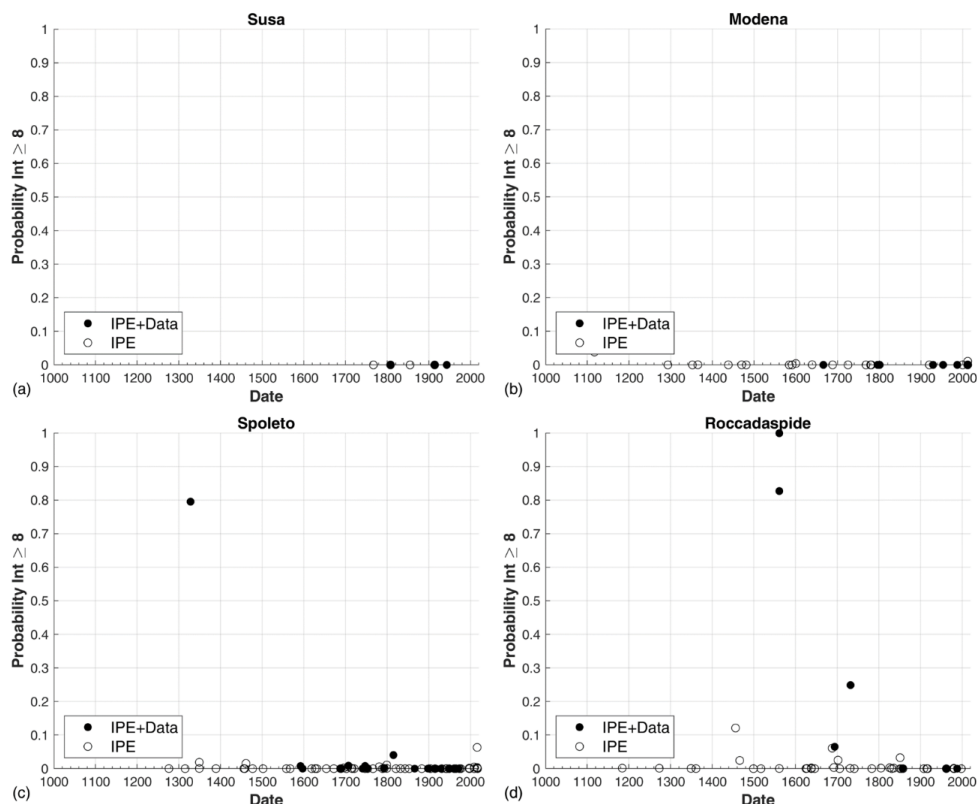 Susa
Probability Int ≥ 8
1
0.9
0.8
0.7
0.6
0.5
0.4
0.3
0.2
0.1
0
IPE+Data
IPE
1000 1100 1200 1300 1400 1500 1600 1700 1800 1900 2000
(a)
Date
Modena
Probability Int ≥ 8
1
0.9
0.8
0.7
0.6
0.5
0.4
0.3
0.2
0.1
0
IPE+Data
IPE
1000 1100 1200 1300 1400 1500 1600 1700 1800 1900 2000
(b)
Date
Spoleto
Probability Int ≥ 8
1
0.9
0.8
0.7
0.6
0.5
0.4
0.3
0.2
0.1
0
IPE+Data
IPE
1000 1100 1200 1300 1400 1500 1600 1700 1800 1900 2000
(c)
Date
Roccadaspide
Probability Int ≥ 8
1
0.9
0.8
0.7
0.6
0.5
0.4
0.3
0.2
0.1
0
IPE+Data
IPE
1000 1100 1200 1300 1400 1500 1600 1700 1800 1900 2000
(d)
Date